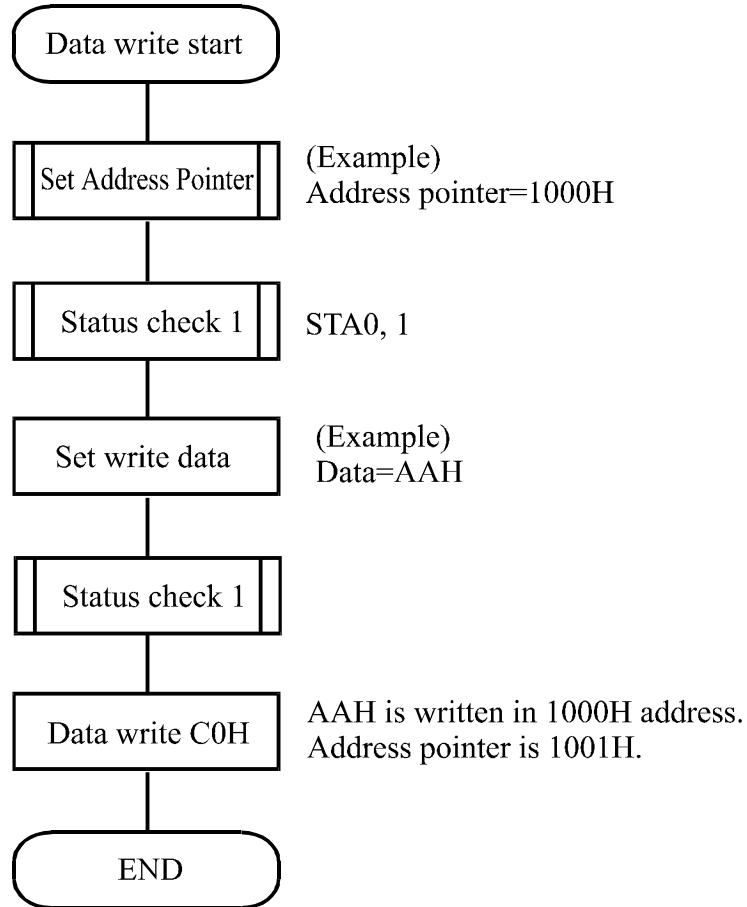 Data write start
Set Address Pointer
(Example)
Address pointer=1000H
Status check 1
STA0, 1
Set write data
(Example)
Data=AAH
Status check 1
Data write C0H
AAH is written in 1000H address.
Address pointer is 1001H.
END